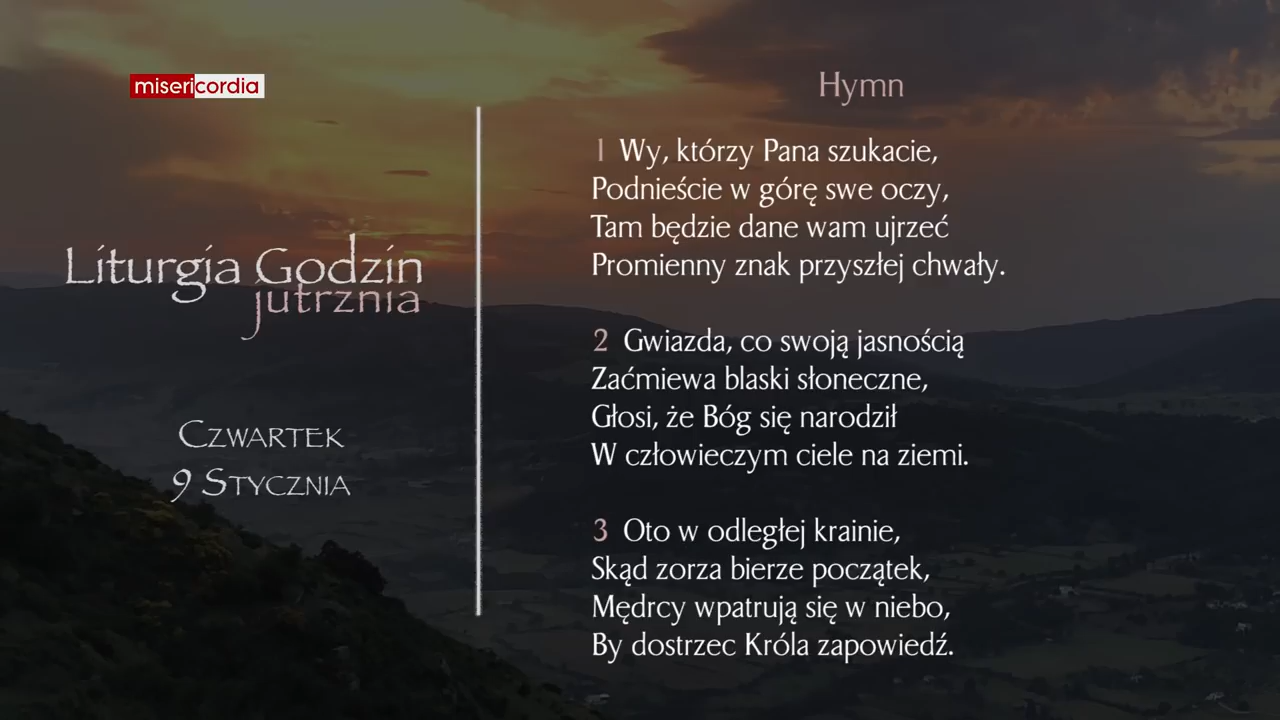 misericordia
Liturgia Godzin
jutrznia
Czwartek
9 Stycznia
Hymn
1 Wy, którzy Pana szukacie,
Podnieście w górę swe oczy,
Tam będzie dane wam ujrzeć
Promienny znak przyszłej chwały.
2 Gwiazda, co swoją jasnością
Zaćmiewa blaski słoneczne,
Głosi, że Bóg się narodził
W człowieczym ciele na ziemi.
3 Oto w odległej krainie,
Skąd zorza bierze początek,
Mędrcy wpatrują się w niebo,
By dostrzec Króla zapowiedź.